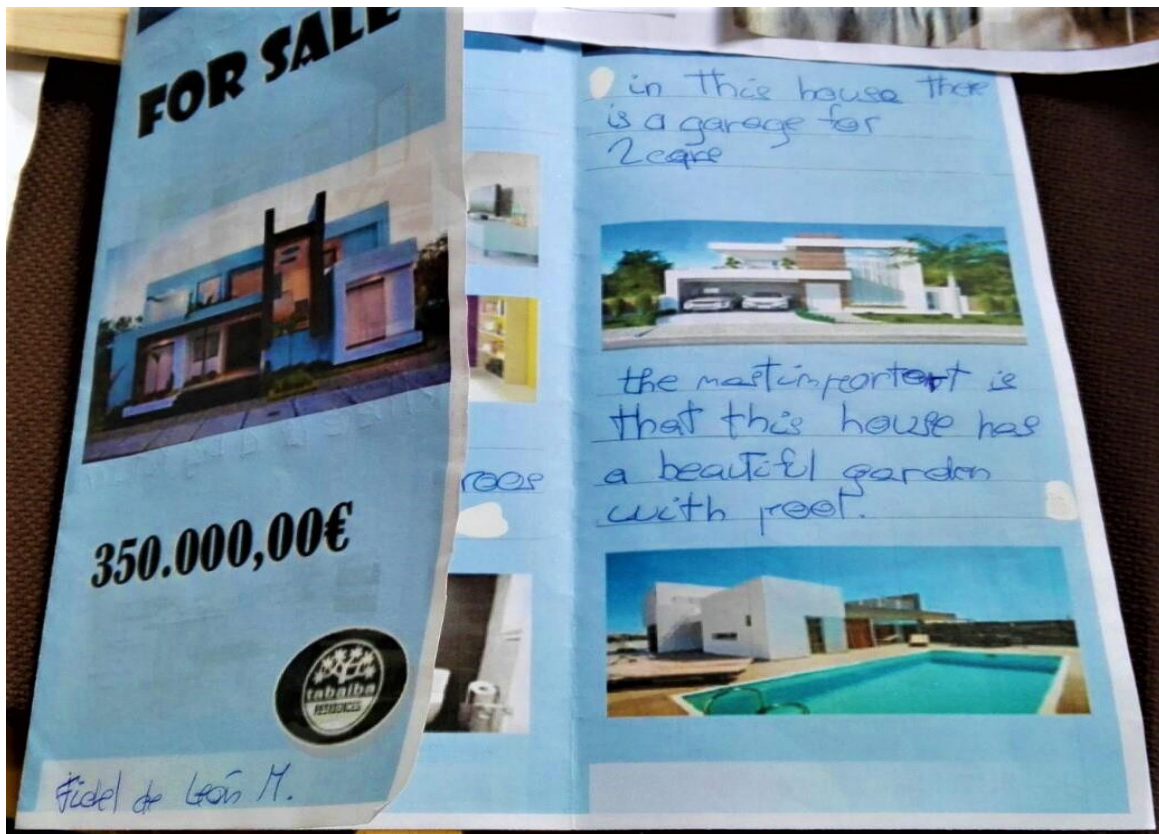 FOR SALE
350.000,00€
tabaiba
RESIDENCES
Fidel de León M.
in this house there
is a garage for
2 cars
the most important is
that this house has
a beautiful garden
with pool.